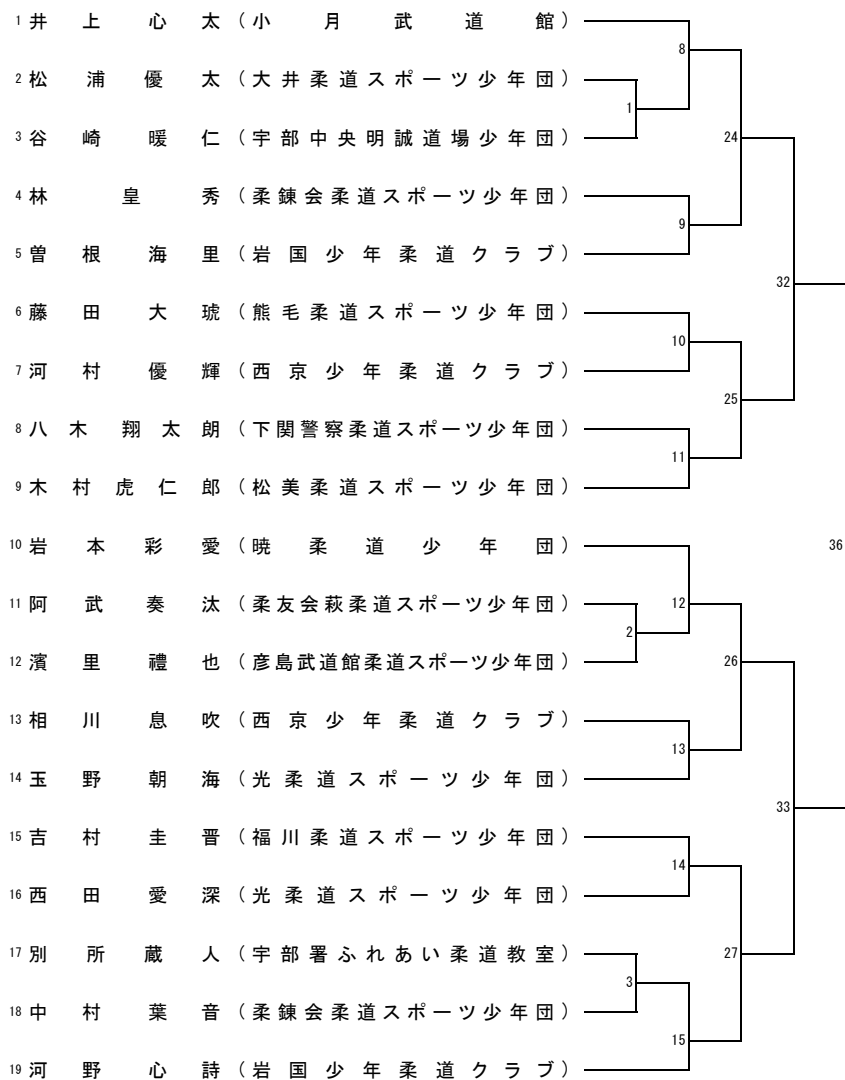 1 井上心太（小月武道館）
8
2 松浦優太（大井柔道スポーツ少年団）
1
3 谷崎暖仁（宇部中央明誠道場少年団）
24
4 林皇秀（柔錬会柔道スポーツ少年団）
9
5 曽根海里（岩国少年柔道クラブ）
32
6 藤田大琥（熊毛柔道スポーツ少年団）
10
7 河村優輝（西京少年柔道クラブ）
25
8 八木翔太朗（下関警察柔道スポーツ少年団）
11
9 木村虎仁郎（松美柔道スポーツ少年団）
10 岩本彩愛（暁柔道少年団）
36
11 阿武奏汰（柔友会萩柔道スポーツ少年団）
12
2
12 濱里禮也（彦島武道館柔道スポーツ少年団）
26
13 相川息吹（西京少年柔道クラブ）
13
14 玉野朝海（光柔道スポーツ少年団）
33
15 吉村圭晋（福川柔道スポーツ少年団）
14
16 西田愛深（光柔道スポーツ少年団）
17 別所蔵人（宇部署ふれあい柔道教室）
27
3
18 中村葉音（柔錬会柔道スポーツ少年団）
15
19 河野心詩（岩国少年柔道クラブ）